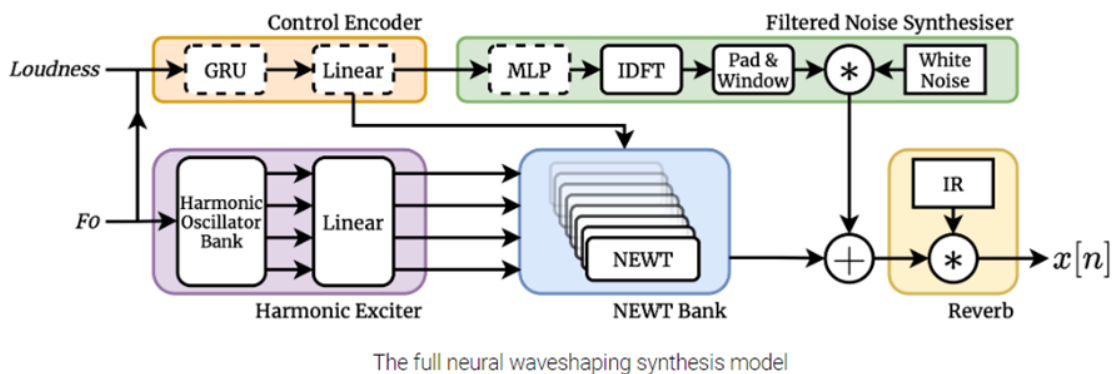 Control Encoder
Filtered Noise Synthesiser
Loudness
GRU
Linear
MLP
IDFT
Pad &
Window
*
White
Noise
F0
Harmonic
Oscillator
Bank
Linear
NEWT
+
IR
*
x[n]
Harmonic Exciter
NEWT Bank
Reverb
The full neural waveshaping synthesis model